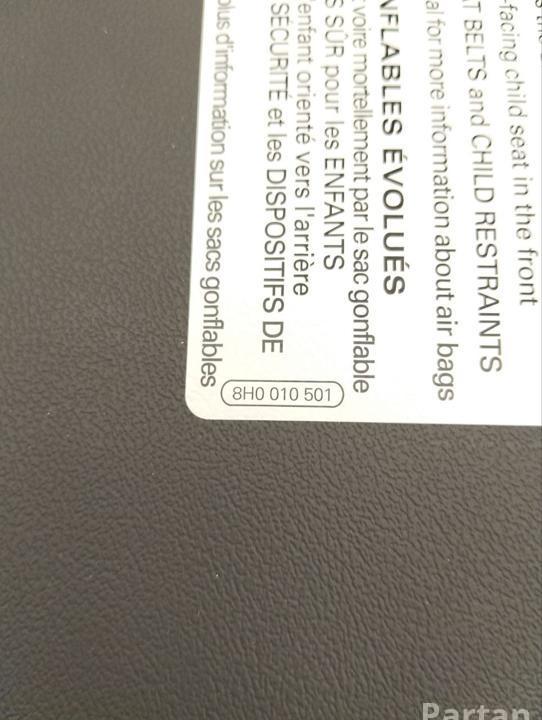 s the
-facing child seat in the front
T BELTS and CHILD RESTRAINTS
al for more information about air bags
NFLABLES ÉVOLUÉS
voire mortellement par le sac gonflable
S SÛR pour les ENFANTS
'enfant orienté vers l'arrière
SÉCURITÉ et les DISPOSITIFS DE
plus d'information sur les sacs gonflables
8H0 010 501
Partan